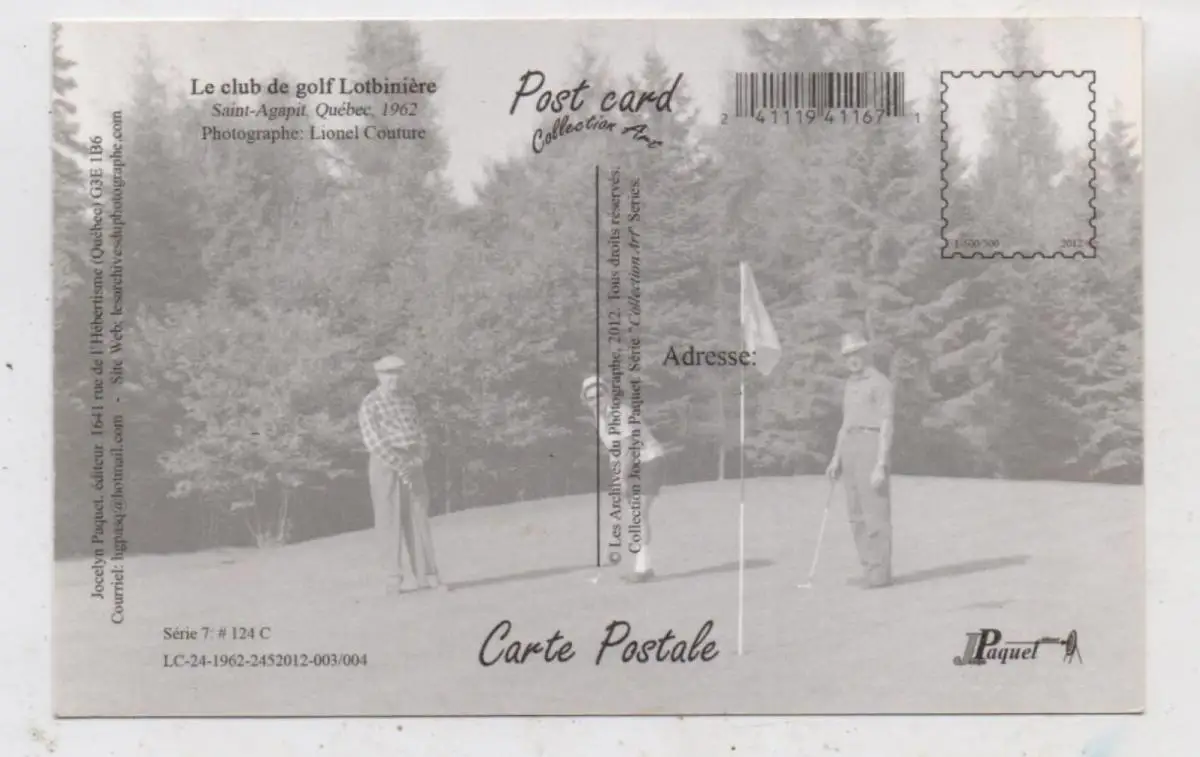 Le club de golf Lotbinière
Saint-Agapit, Québec, 1962
Photographe: Lionel Couture
Post card
Collection Art
2 41119 41167 1
1-500/500 2012
Jocelyn Paquet, éditeur, 1641 rue de l'Hébertisme (Québec) G3E 1B6
Courriel: hgpasq@hotmail.com - Site Web: lesarchivesduphotographe.com
© Les Archives du Photographe, 2012. Tous droits réservés.
Collection Jocelyn Paquet. Série "Collection Art" Series.
Adresse:
Série 7: # 124 C
LC-24-1962-2452012-003/004
Carte Postale
JPaquet